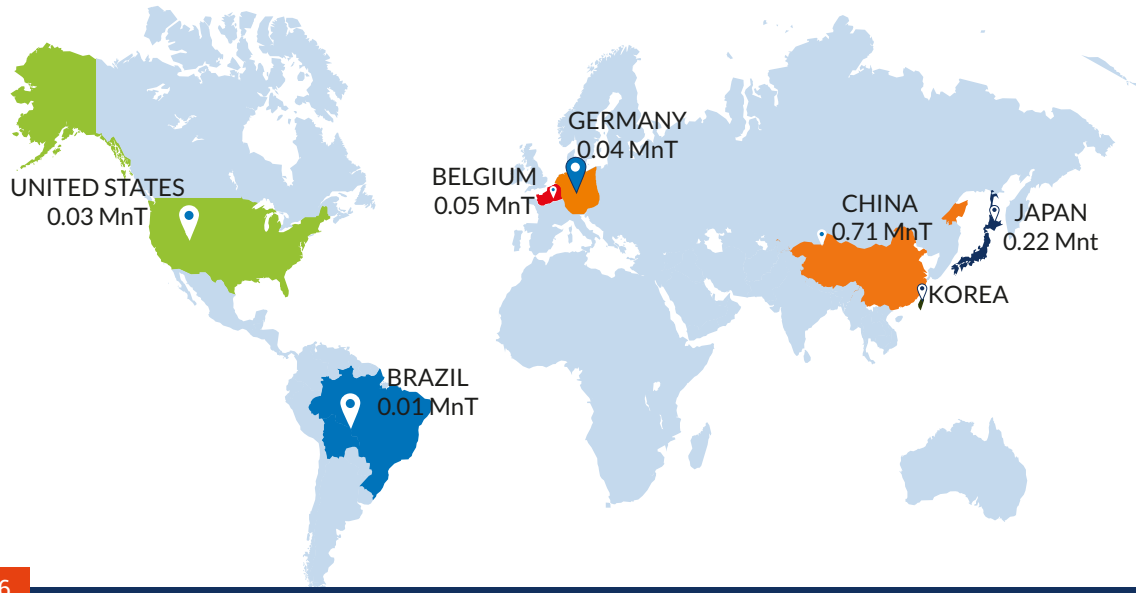 GERMANY
0.04 MnT
BELGIUM
0.05 MnT
UNITED STATES
0.03 MnT
CHINA
0.71 MnT
JAPAN
0.22 Mnt
KOREA
BRAZIL
0.01 MnT
6